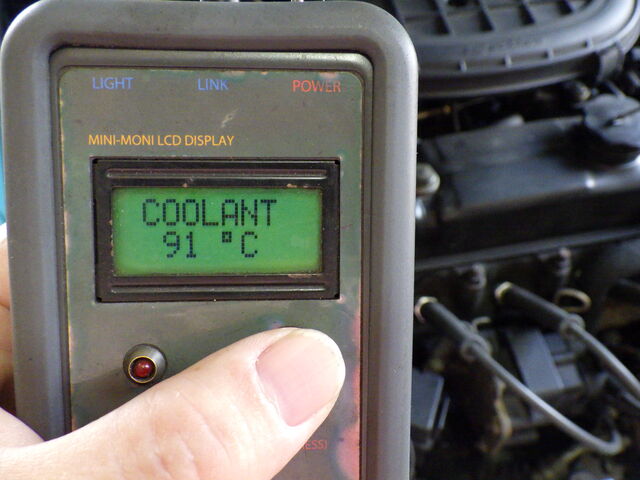 LIGHT LINK POWER
MINI-MONI LCD DISPLAY
COOLANT
91 °C